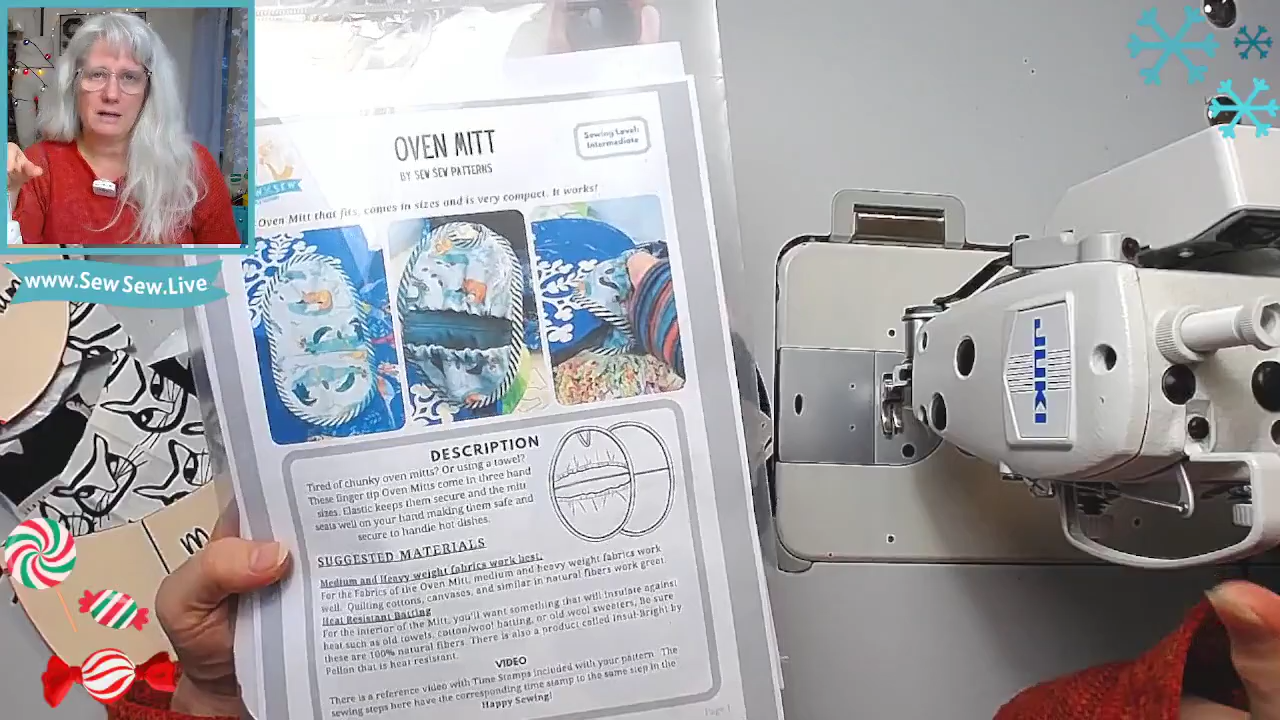 OVEN MITT
BY SEW SEW PATTERNS
Sewing Level:
Intermediate
SEW
Oven Mitt that fits, comes in sizes and is very compact. It works!
www.SewSew.Live
JUKI
DESCRIPTION
Tired of chunky oven mitts? Or using a towel?
These finger tip Oven Mitts come in three hand
sizes. Elastic keeps them secure and the mitt
seats well on your hand making them safe and
secure to handle hot dishes.
SUGGESTED MATERIALS
Medium and Heavy weight fabrics work best.
For the Fabrics of the Oven Mitt, medium and heavy weight fabrics work
well. Quilting cottons, canvases, and similar in natural fibers work great.
Heat Resistant Batting
For the interior of the Mitt, you'll want something that will insulate against
heat such as old towels, cotton/wool batting, or old wool sweeters. Be sure
these are 100% natural fibers. There is also a product called Insul-Bright by
Pellon that is heat resistant.
VIDEO
There is a reference video with Time Stamps included with your pattern. The
sewing steps here have the corresponding time stamp to the same step in the
Happy Sewing!
Page 1
m